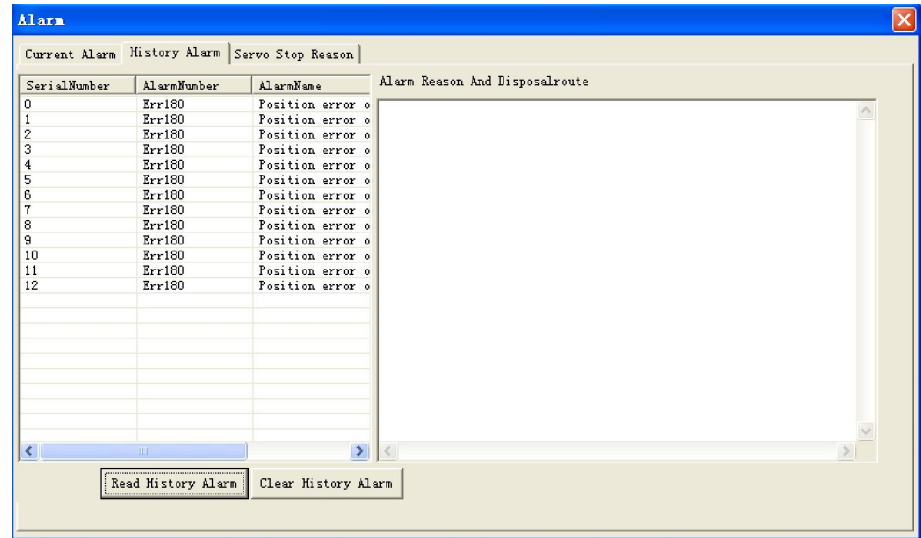 Alarm
Current Alarm History Alarm Servo Stop Reason
SerialNumber AlarmNumber AlarmName
Alarm Reason And Disposalroute
0 Err180 Position error o
1 Err180 Position error o
2 Err180 Position error o
3 Err180 Position error o
4 Err180 Position error o
5 Err180 Position error o
6 Err180 Position error o
7 Err180 Position error o
8 Err180 Position error o
9 Err180 Position error o
10 Err180 Position error o
11 Err180 Position error o
12 Err180 Position error o
Read History Alarm Clear History Alarm